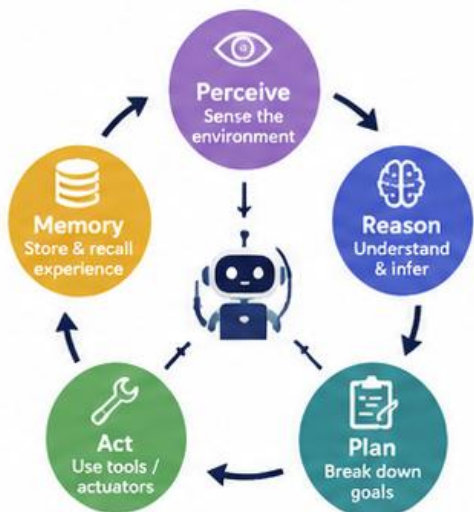 Perceive
Sense the
environment
Reason
Understand
& infer
Plan
Break down
goals
Act
Use tools /
actuators
Memory
Store & recall
experience